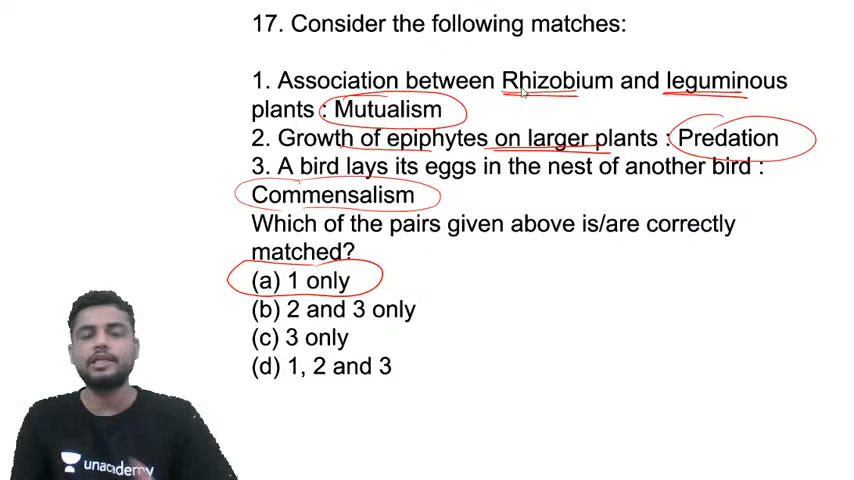 17. Consider the following matches:
1. Association between Rhizobium and leguminous
plants : Mutualism
2. Growth of epiphytes on larger plants : Predation
3. A bird lays its eggs in the nest of another bird :
Commensalism
Which of the pairs given above is/are correctly
matched?
(a) 1 only
(b) 2 and 3 only
(c) 3 only
(d) 1, 2 and 3
unacademy